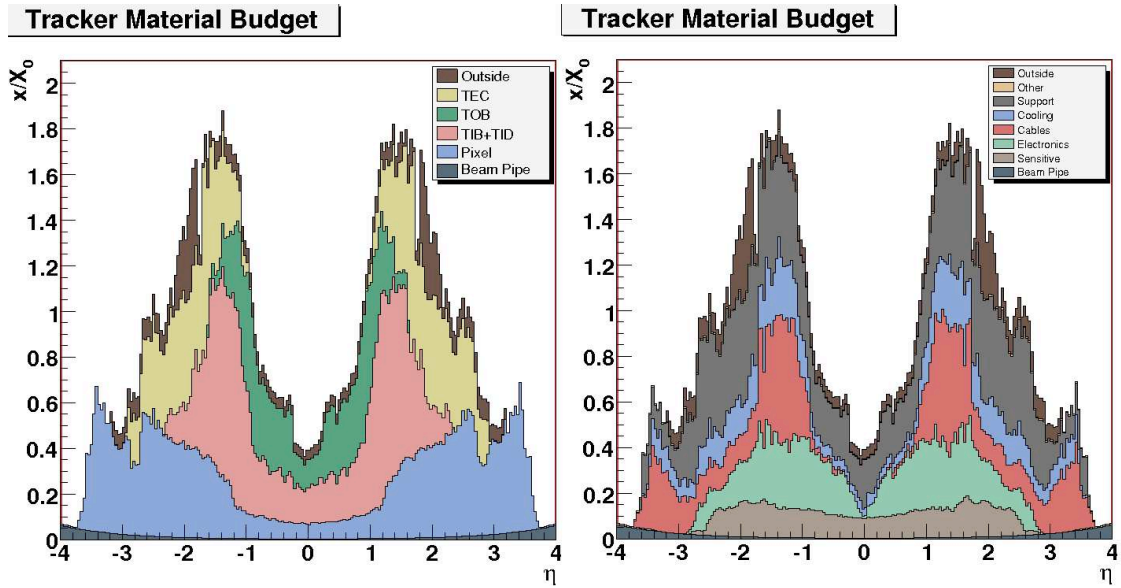 Tracker Material Budget
x/X0
2
1.8
1.6
1.4
1.2
1
0.8
0.6
0.4
0.2
0
-4 -3 -2 -1 0 1 2 3 4
η
Outside
TEC
TOB
TIB+TID
Pixel
Beam Pipe
Tracker Material Budget
x/X0
2
1.8
1.6
1.4
1.2
1
0.8
0.6
0.4
0.2
0
-4 -3 -2 -1 0 1 2 3 4
η
Outside
Other
Support
Cooling
Cables
Electronics
Sensitive
Beam Pipe